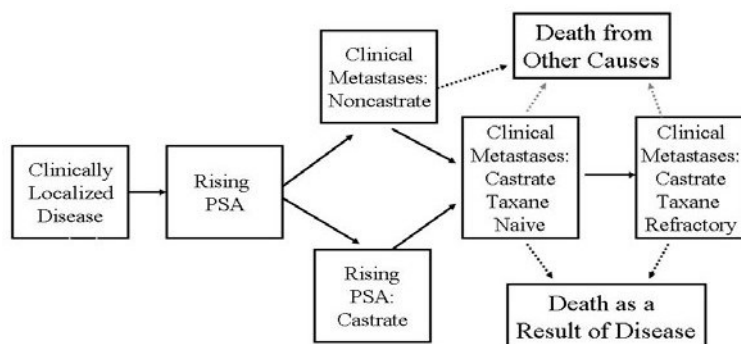 Clinically
Localized
Disease
Rising
PSA
Clinical
Metastases:
Noncastrate
Rising
PSA:
Castrate
Death from
Other Causes
Clinical
Metastases:
Castrate
Taxane
Naive
Clinical
Metastases:
Castrate
Taxane
Refractory
Death as a
Result of Disease